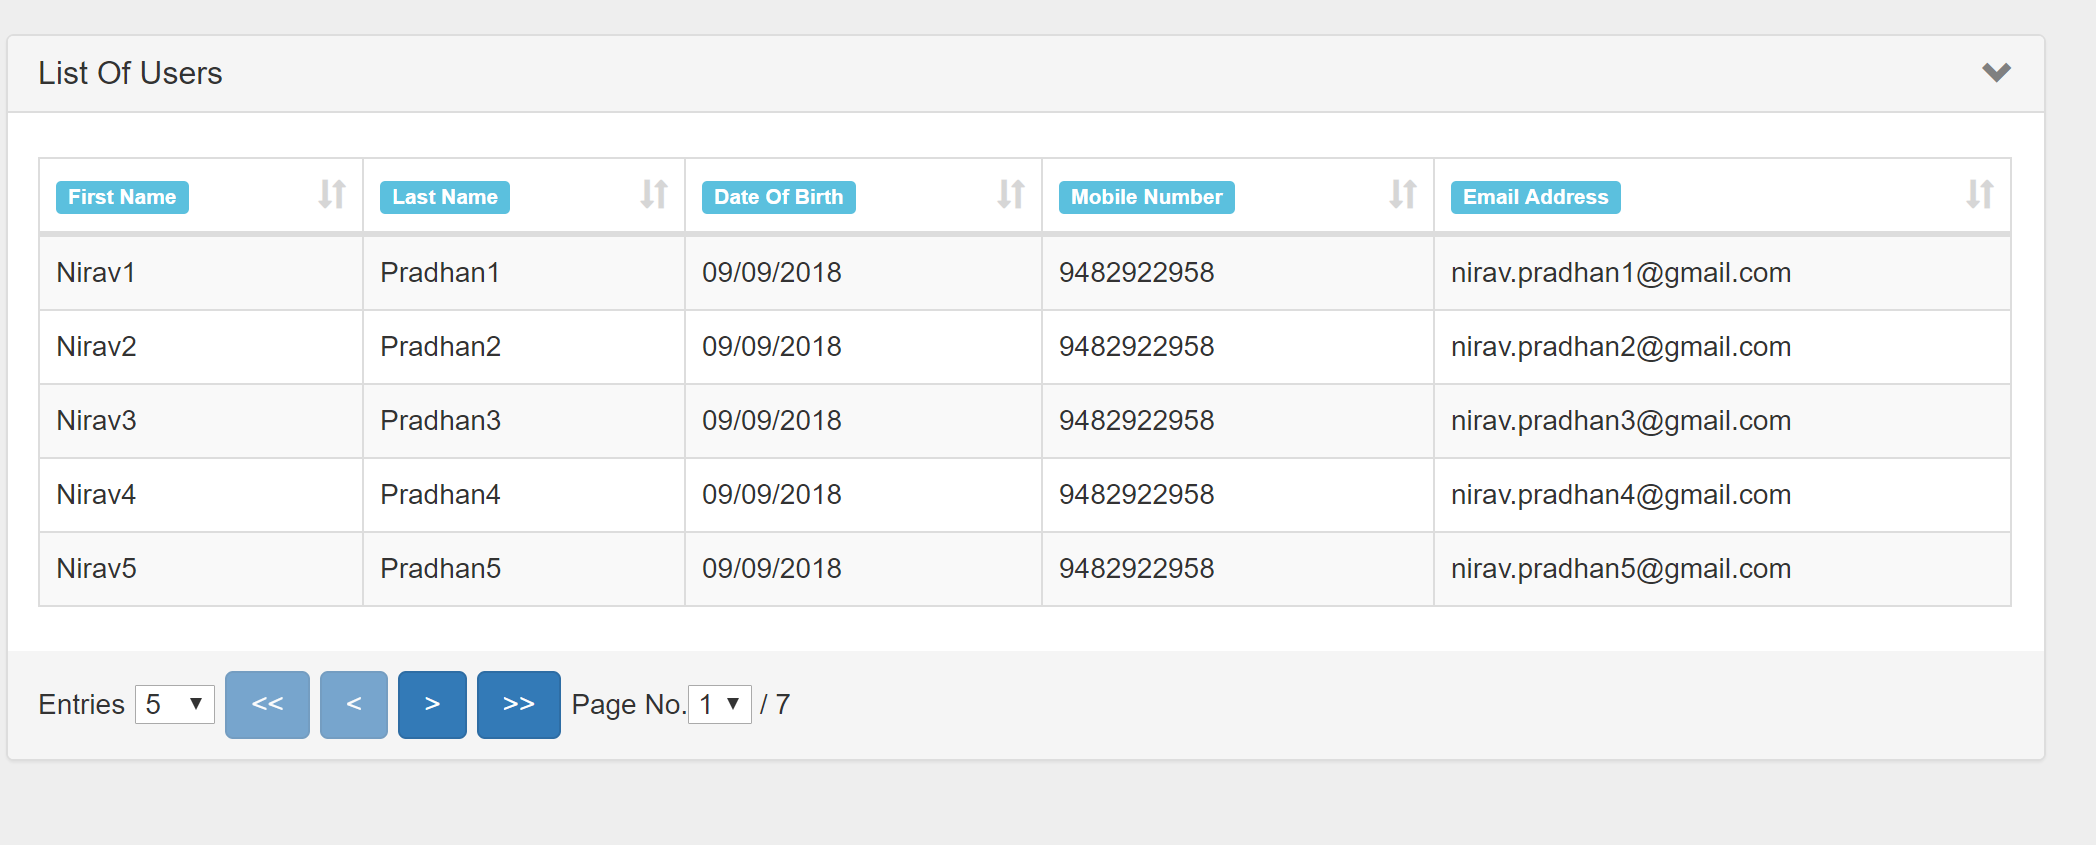 List Of Users
First Name Last Name Date Of Birth Mobile Number Email Address
Nirav1 Pradhan1 09/09/2018 9482922958 nirav.pradhan1@gmail.com
Nirav2 Pradhan2 09/09/2018 9482922958 nirav.pradhan2@gmail.com
Nirav3 Pradhan3 09/09/2018 9482922958 nirav.pradhan3@gmail.com
Nirav4 Pradhan4 09/09/2018 9482922958 nirav.pradhan4@gmail.com
Nirav5 Pradhan5 09/09/2018 9482922958 nirav.pradhan5@gmail.com
Entries 5 << < > >> Page No. 1 / 7